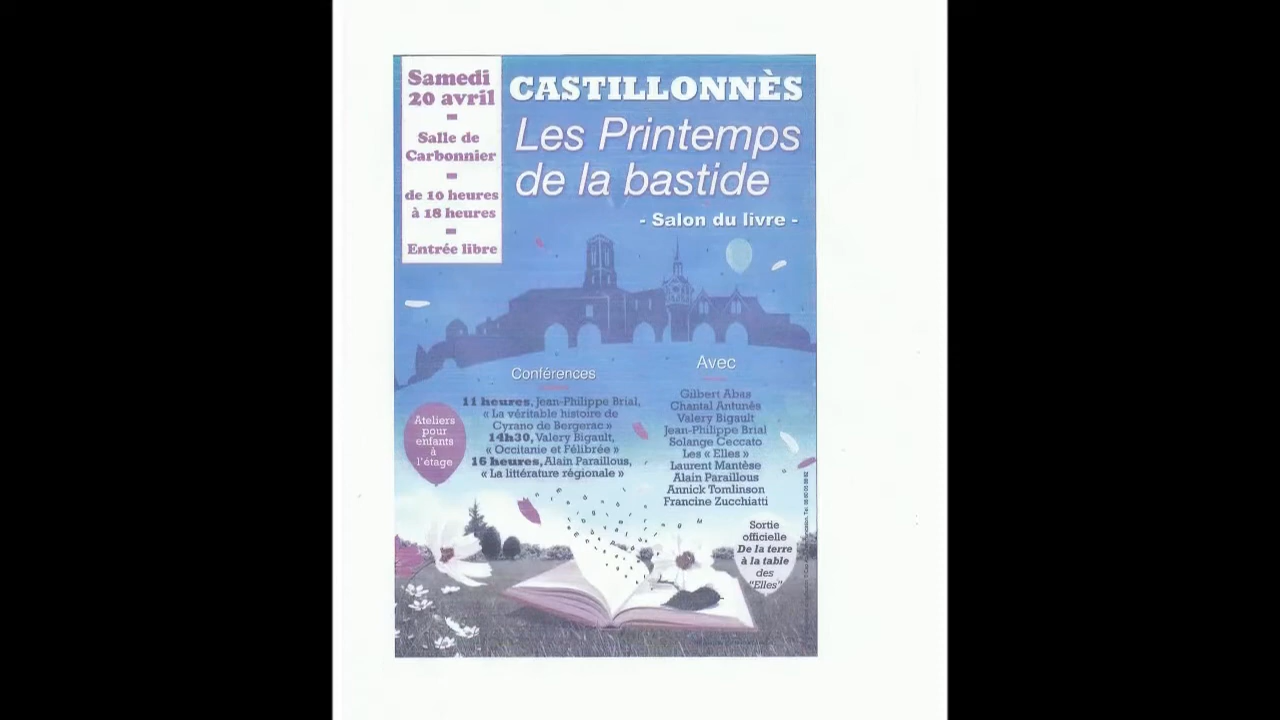 Samedi
20 avril
Salle de
Carbonnier
de 10 heures
à 18 heures
Entrée libre
CASTILLONNÈS
Les Printemps
de la bastide
- Salon du livre -
Conférences
11 heures, Jean-Philippe Brial,
« La véritable histoire de
Cyrano de Bergerac »
14h30, Valery Bigault,
« Occitanie et Félibrée »
16 heures, Alain Paraillous,
« La littérature régionale »
Ateliers
pour
enfants
à
l'étage
Avec
Gilbert Abas
Chantal Antunès
Valery Bigault
Jean-Philippe Brial
Solange Ceccato
Les « Elles »
Laurent Mantèse
Alain Paraillous
Annick Tomlinson
Francine Zucchiatti
Sortie
officielle
De la terre
à la table
des
"Elles"